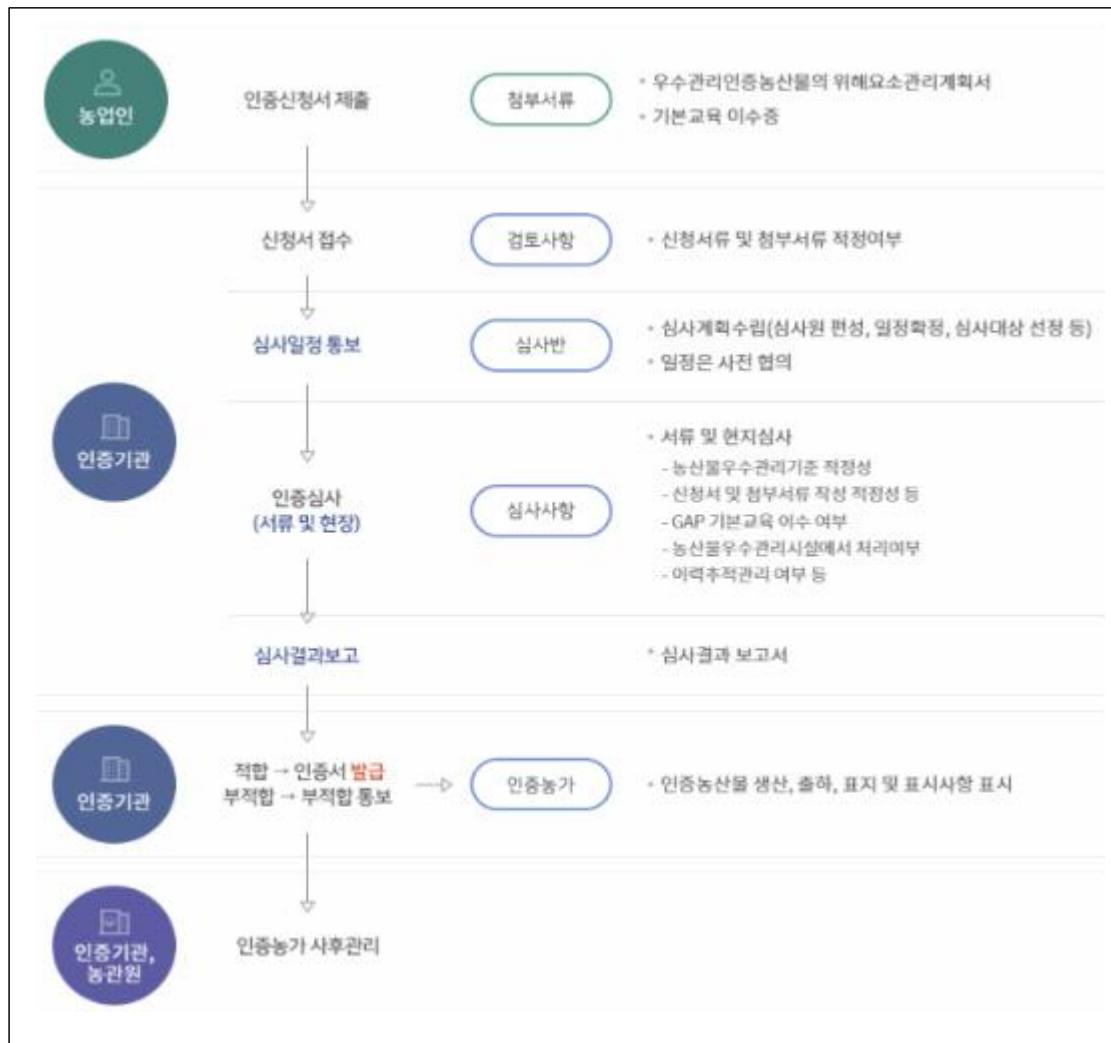 농업인
인증신청서 제출
첨부서류
• 우수관리인증농산물의 위해요소관리계획서
• 기본교육 이수증
인증기관
신청서 접수
검토사항
• 신청서류 및 첨부서류 적정여부
심사일정 통보
심사반
• 심사계획수립(심사원 편성, 일정확정, 심사대상 선정 등)
• 일정은 사전 협의
인증심사
(서류 및 현장)
심사사항
• 서류 및 현지심사
- 농산물우수관리기준 적정성
- 신청서 및 첨부서류 작성 적정성 등
- GAP 기본교육 이수 여부
- 농산물우수관리시설에서 처리여부
- 이력추적관리 여부 등
심사결과보고
* 심사결과 보고서
인증기관
적합 → 인증서 발급
부적합 → 부적합 통보
인증농가
• 인증농산물 생산, 출하, 표지 및 표시사항 표시
인증기관,
농관원
인증농가 사후관리